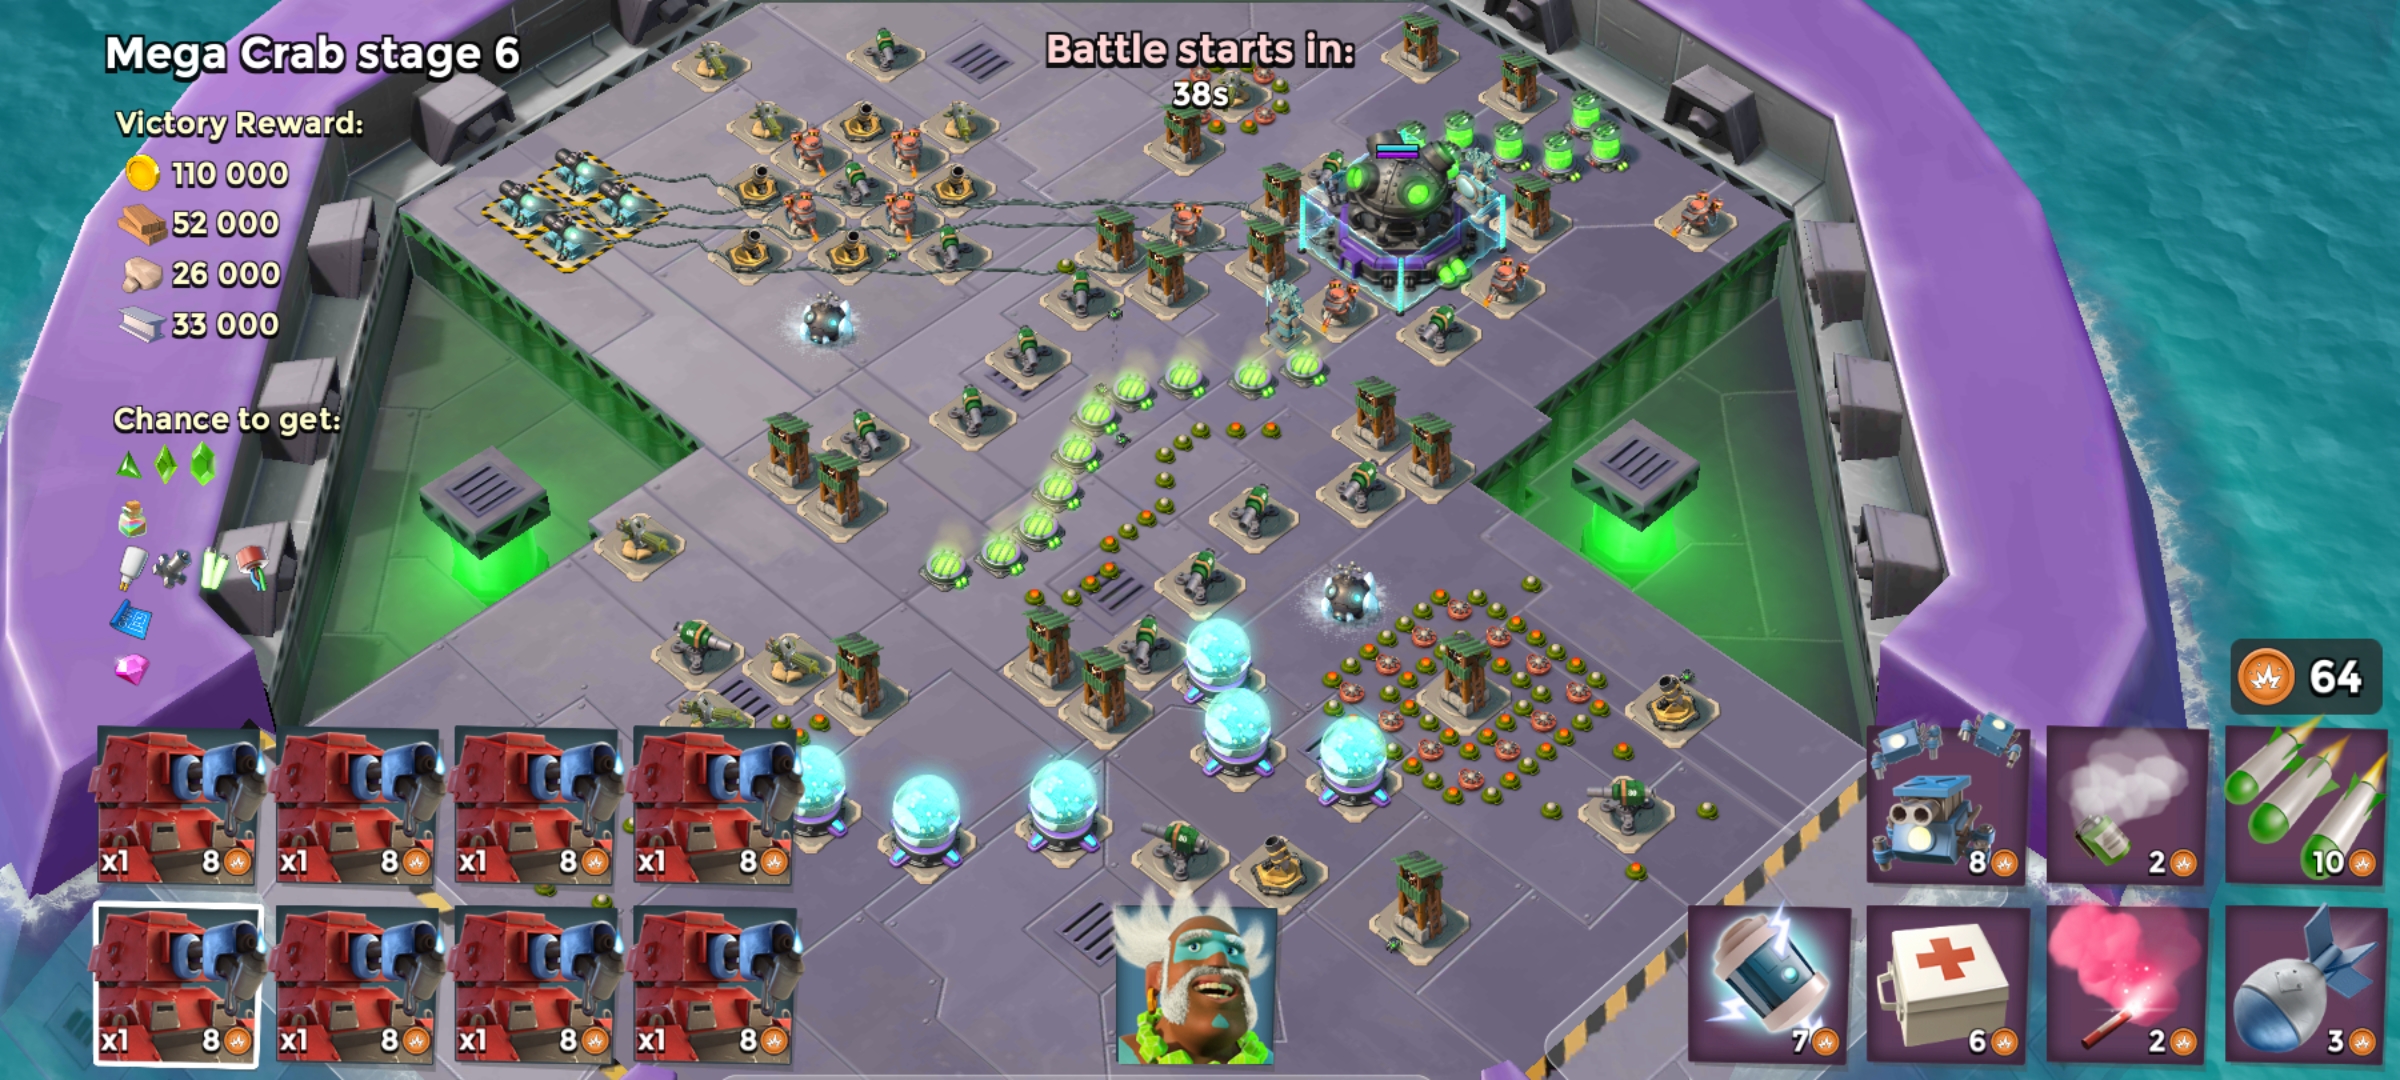 Mega Crab stage 6
Battle starts in:
38s
Victory Reward:
110 000
52 000
26 000
33 000
Chance to get:
64
x1 8
x1 8
x1 8
x1 8
8
2
10
x1 8
x1 8
x1 8
x1 8
7
6
2
3